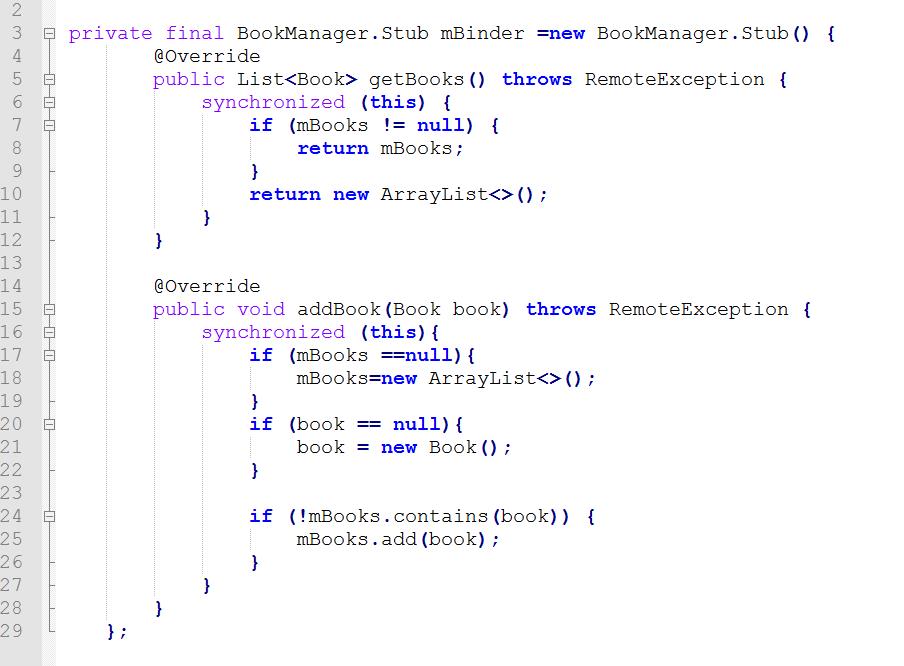 2
3 private final BookManager.Stub mBinder =new BookManager.Stub() {
4 @Override
5 public List<Book> getBooks() throws RemoteException {
6 synchronized (this) {
7 if (mBooks != null) {
8 return mBooks;
9 }
10 return new ArrayList<>();
11 }
12 }
13
14 @Override
15 public void addBook(Book book) throws RemoteException {
16 synchronized (this){
17 if (mBooks ==null){
18 mBooks=new ArrayList<>();
19 }
20 if (book == null){
21 book = new Book();
22 }
23
24 if (!mBooks.contains(book)) {
25 mBooks.add(book);
26 }
27 }
28 }
29 };